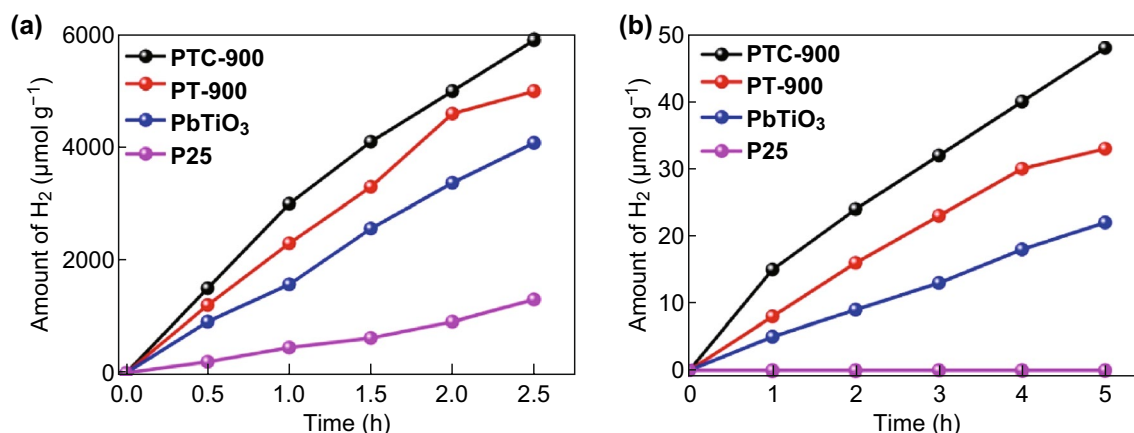 (a)
6000
4000
2000
0
Amount of H₂ (μmol g⁻¹)
PTC-900
PT-900
PbTiO₃
P25
0.0 0.5 1.0 1.5 2.0 2.5
Time (h)
(b)
50
40
30
20
10
0
Amount of H₂ (μmol g⁻¹)
PTC-900
PT-900
PbTiO₃
P25
0 1 2 3 4 5
Time (h)